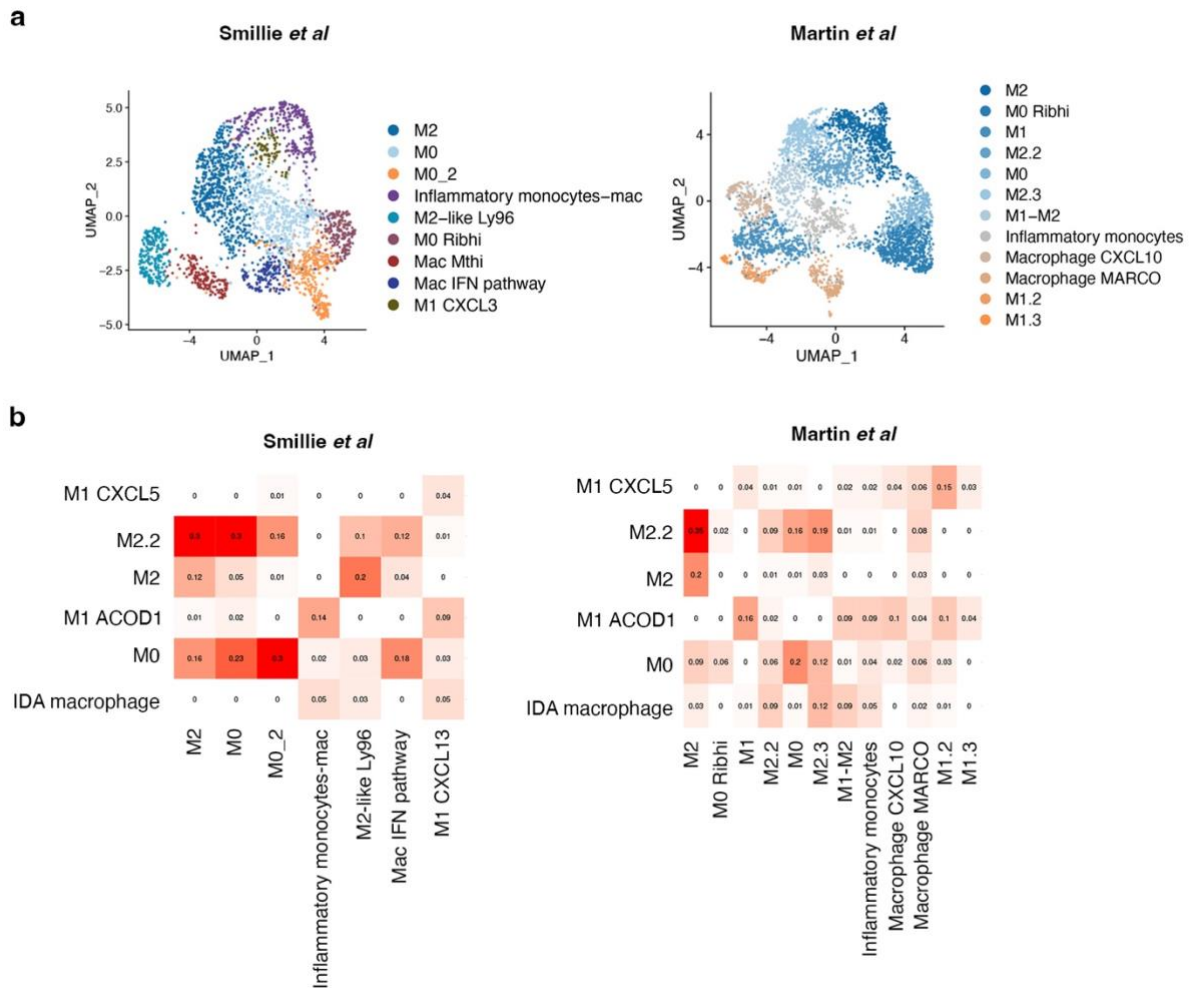 a
Smillie et al
Martin et al
UMAP_2
5.0
2.5
0.0
−2.5
−5.0
−4 0 4
UMAP_1
M2
M0
M0_2
Inflammatory monocytes−mac
M2−like Ly96
M0 Ribhi
Mac Mthi
Mac IFN pathway
M1 CXCL3
UMAP_2
4
0
−4
−4 0 4
UMAP_1
M2
M0 Ribhi
M1
M2.2
M0
M2.3
M1−M2
Inflammatory monocytes
Macrophage CXCL10
Macrophage MARCO
M1.2
M1.3
b
Smillie et al
M1 CXCL5 0 0 0.01 0 0 0 0.04
M2.2 0.16 0 0.1 0.12 0.01
M2 0.12 0.05 0.01 0 0.2 0.04 0
M1 ACOD1 0.01 0.02 0 0.14 0 0 0.09
M0 0.16 0.23 0.02 0.03 0.18 0.03
IDA macrophage 0 0 0 0.05 0.03 0 0.05
M2
M0
M0_2
Inflammatory monocytes-mac
M2-like Ly96
Mac IFN pathway
M1 CXCL13
Martin et al
M1 CXCL5 0 0 0.04 0.01 0.01 0 0.02 0.02 0.04 0.06 0.15 0.03
M2.2 0.02 0 0.09 0.16 0.19 0.01 0.01 0 0.08 0 0
M2 0.2 0 0 0.01 0.01 0.03 0 0 0 0.03 0 0
M1 ACOD1 0 0 0.16 0.02 0 0 0.09 0.09 0.1 0.04 0.1 0.04
M0 0.09 0.06 0 0.06 0.2 0.12 0.01 0.04 0.02 0.06 0.03 0
IDA macrophage 0.03 0 0.01 0.09 0.01 0.12 0.09 0.05 0 0.02 0.01 0
M2
M0 Ribhi
M1
M2.2
M0
M2.3
M1-M2
Inflammatory monocytes
Macrophage CXCL10
Macrophage MARCO
M1.2
M1.3